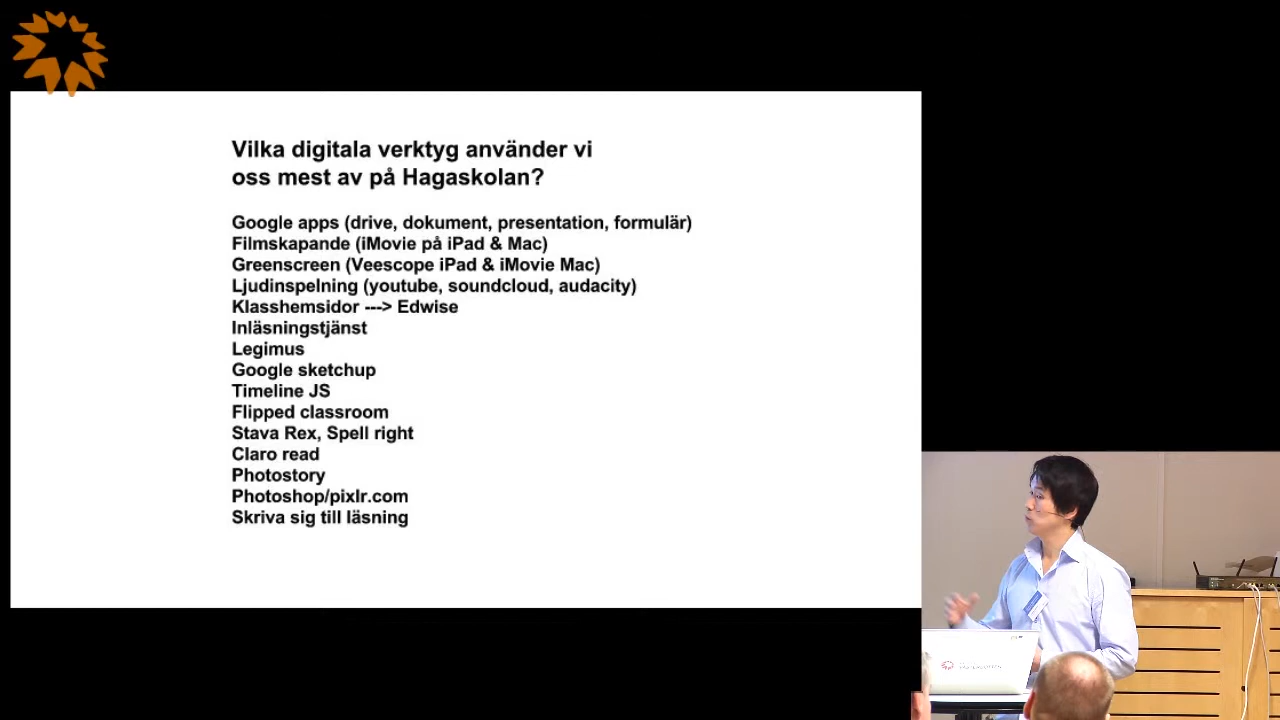 Vilka digitala verktyg använder vi
oss mest av på Hagaskolan?
Google apps (drive, dokument, presentation, formulär)
Filmskapande (iMovie på iPad & Mac)
Greenscreen (Veescope iPad & iMovie Mac)
Ljudinspelning (youtube, soundcloud, audacity)
Klasshemsidor ---> Edwise
Inläsningstjänst
Legimus
Google sketchup
Timeline JS
Flipped classroom
Stava Rex, Spell right
Claro read
Photostory
Photoshop/pixlr.com
Skriva sig till läsning